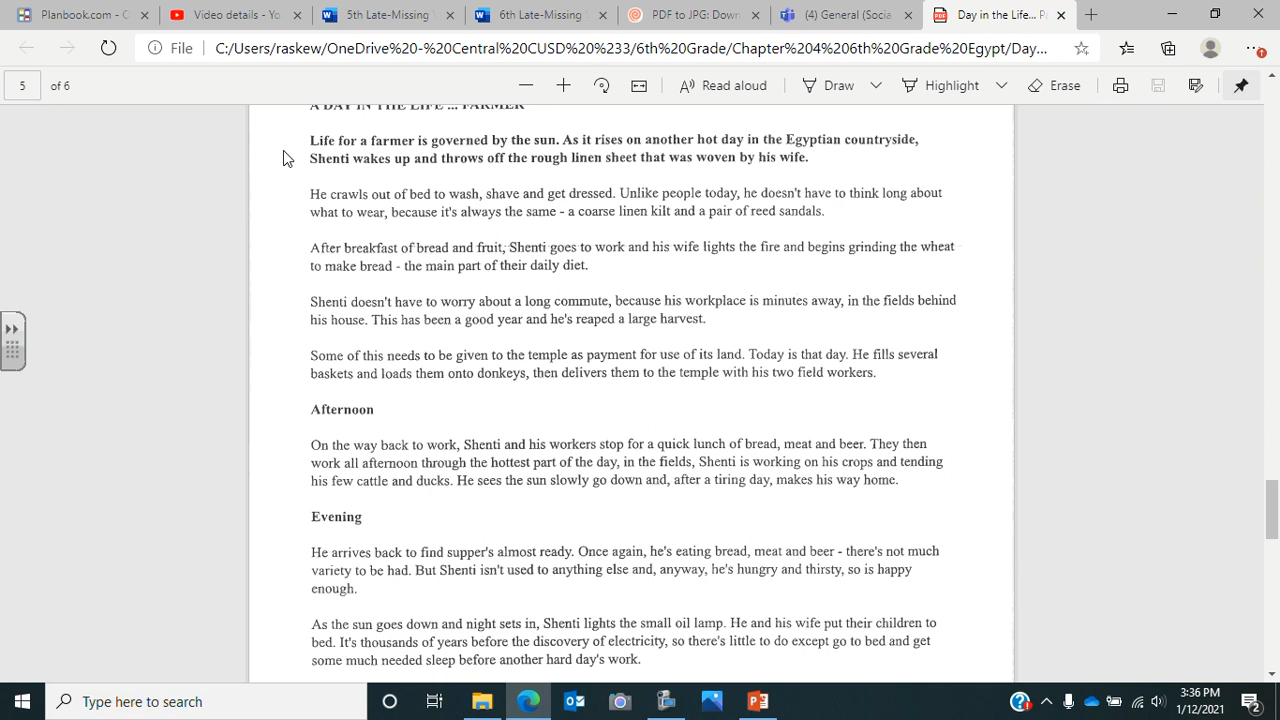 Planbook.com - C
Video details - Yo
5th Late-Missing
6th Late-Missing
PDF to JPG: Down
(4) General (Social
Day in the Life... P
File
C:/Users/raskew/OneDrive%20-%20Central%20CUSD%20%233/6th%20Grade/Chapter%204%206th%20Grade%20Egypt/Day...
5 of 6
Read aloud
Draw
Highlight
Erase
A DAY IN THE LIFE ... FARMER
Life for a farmer is governed by the sun. As it rises on another hot day in the Egyptian countryside,
Shenti wakes up and throws off the rough linen sheet that was woven by his wife.
He crawls out of bed to wash, shave and get dressed. Unlike people today, he doesn't have to think long about
what to wear, because it's always the same - a coarse linen kilt and a pair of reed sandals.
After breakfast of bread and fruit, Shenti goes to work and his wife lights the fire and begins grinding the wheat
to make bread - the main part of their daily diet.
Shenti doesn't have to worry about a long commute, because his workplace is minutes away, in the fields behind
his house. This has been a good year and he's reaped a large harvest.
Some of this needs to be given to the temple as payment for use of its land. Today is that day. He fills several
baskets and loads them onto donkeys, then delivers them to the temple with his two field workers.
Afternoon
On the way back to work, Shenti and his workers stop for a quick lunch of bread, meat and beer. They then
work all afternoon through the hottest part of the day, in the fields, Shenti is working on his crops and tending
his few cattle and ducks. He sees the sun slowly go down and, after a tiring day, makes his way home.
Evening
He arrives back to find supper's almost ready. Once again, he's eating bread, meat and beer - there's not much
variety to be had. But Shenti isn't used to anything else and, anyway, he's hungry and thirsty, so is happy
enough.
As the sun goes down and night sets in, Shenti lights the small oil lamp. He and his wife put their children to
bed. It's thousands of years before the discovery of electricity, so there's little to do except go to bed and get
some much needed sleep before another hard day's work.
Type here to search
3:36 PM
1/12/2021
2